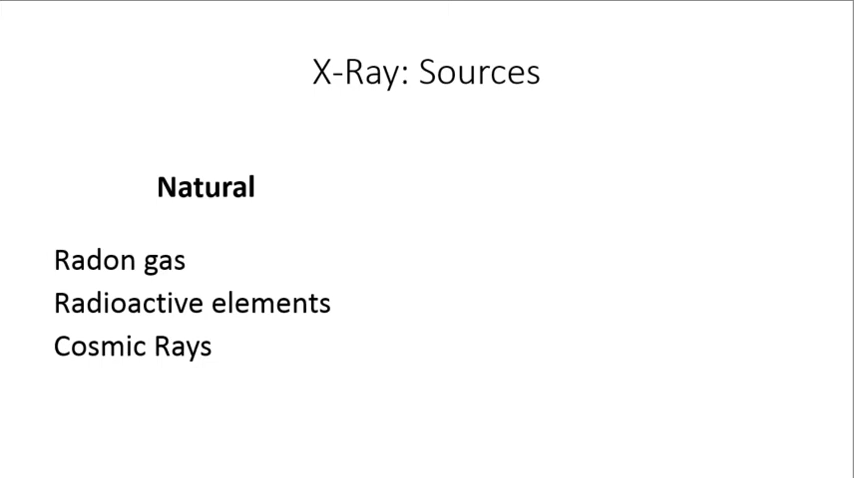 X-Ray: Sources
Natural
Radon gas
Radioactive elements
Cosmic Rays